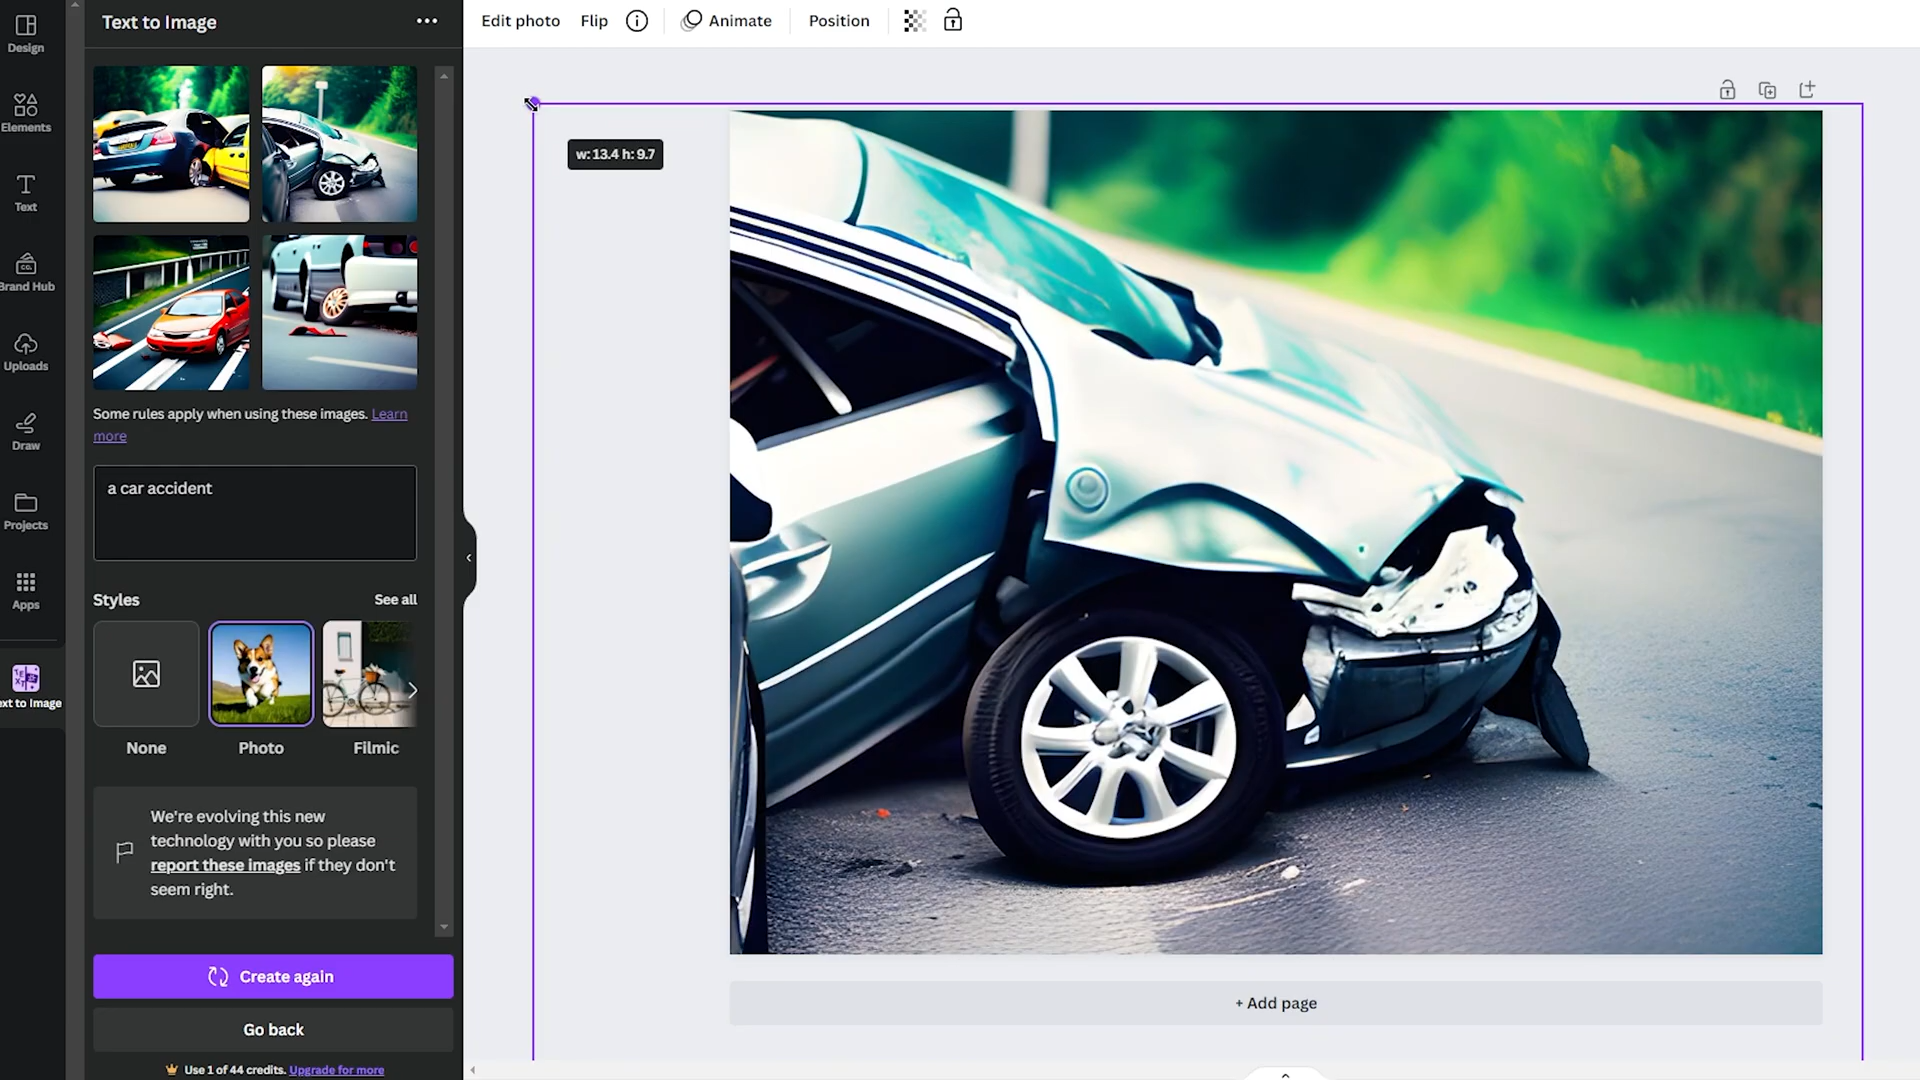 Design
Elements
Text
Brand Hub
Uploads
Draw
Projects
Apps
ext to Image
Text to Image
Some rules apply when using these images. Learn
more
a car accident
Styles
See all
None
Photo
Filmic
We're evolving this new
technology with you so please
report these images if they don't
seem right.
Create again
Go back
Use 1 of 44 credits. Upgrade for more
Edit photo
Flip
Animate
Position
w: 13.4 h: 9.7
+ Add page